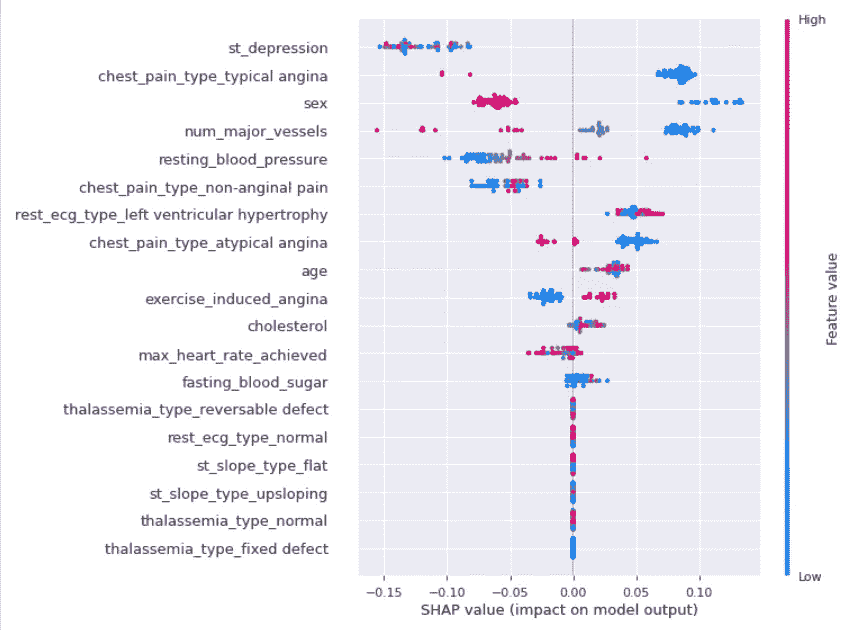 High
st_depression
chest_pain_type_typical angina
sex
num_major_vessels
resting_blood_pressure
chest_pain_type_non-anginal pain
rest_ecg_type_left ventricular hypertrophy
chest_pain_type_atypical angina
age
exercise_induced_angina
cholesterol
max_heart_rate_achieved
fasting_blood_sugar
thalassemia_type_reversable defect
rest_ecg_type_normal
st_slope_type_flat
st_slope_type_upsloping
thalassemia_type_normal
thalassemia_type_fixed defect
Feature value
Low
−0.15 −0.10 −0.05 0.00 0.05 0.10
SHAP value (impact on model output)